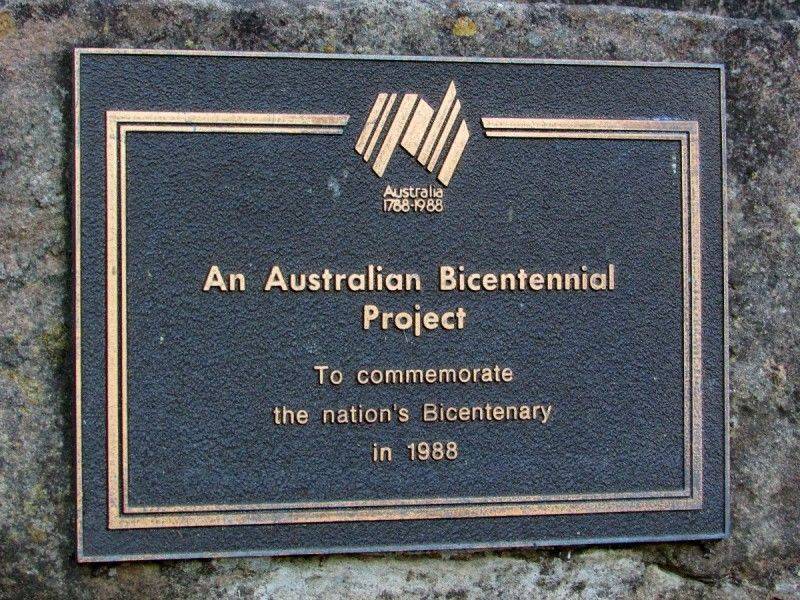 Australia
1788-1988
An Australian Bicentennial
Project
To commemorate
the nation's Bicentenary
in 1988